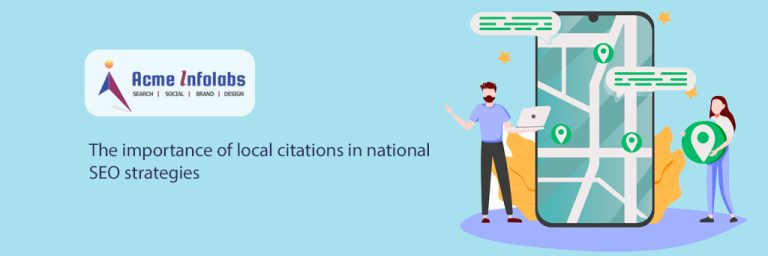 Acme Infolabs
SEARCH | SOCIAL | BRAND | DESIGN
The importance of local citations in national
SEO strategies